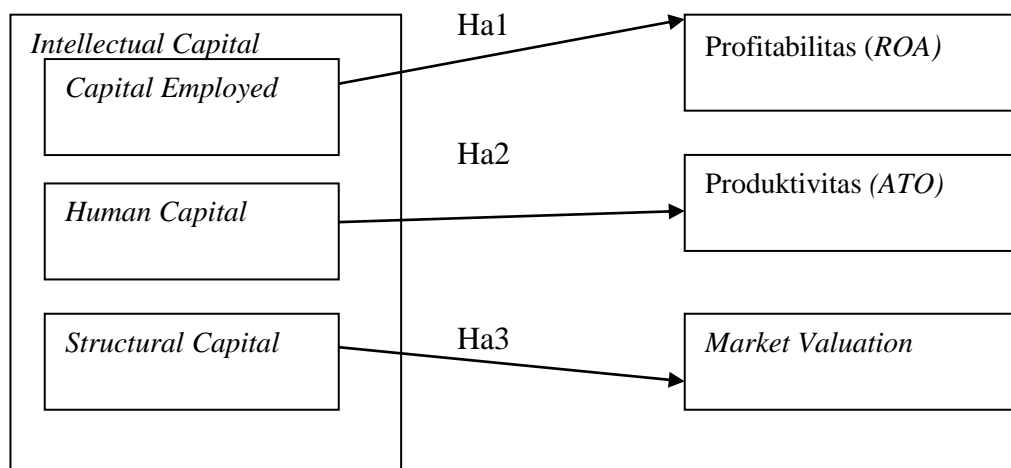 Intellectual Capital
Capital Employed
Human Capital
Structural Capital
Ha1
Ha2
Ha3
Profitabilitas (ROA)
Produktivitas (ATO)
Market Valuation